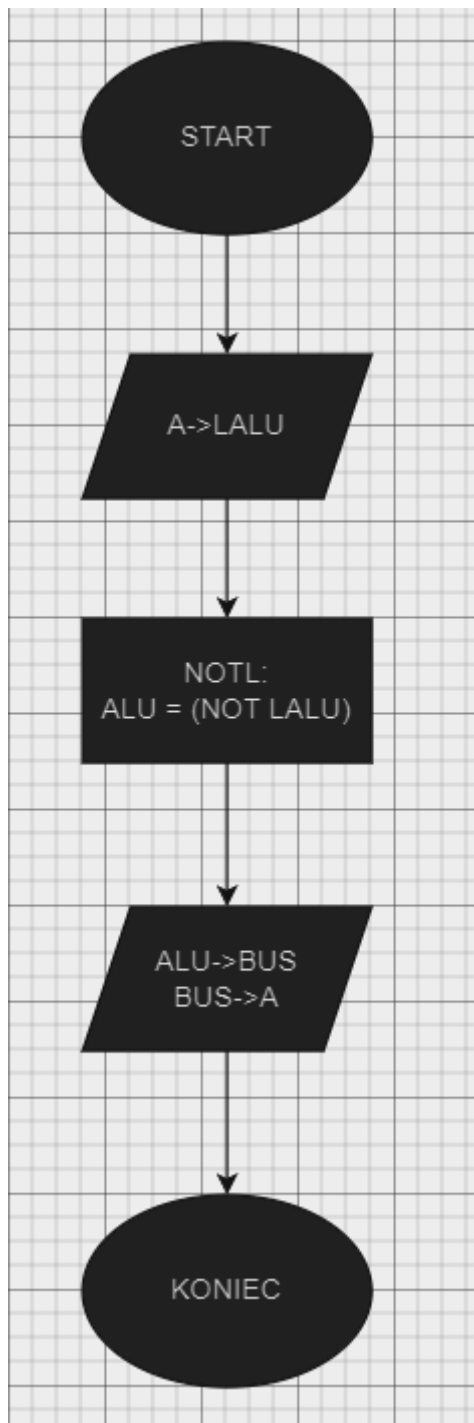 START
A->LALU
NOTL:
ALU = (NOT LALU)
ALU->BUS
BUS->A
KONIEC